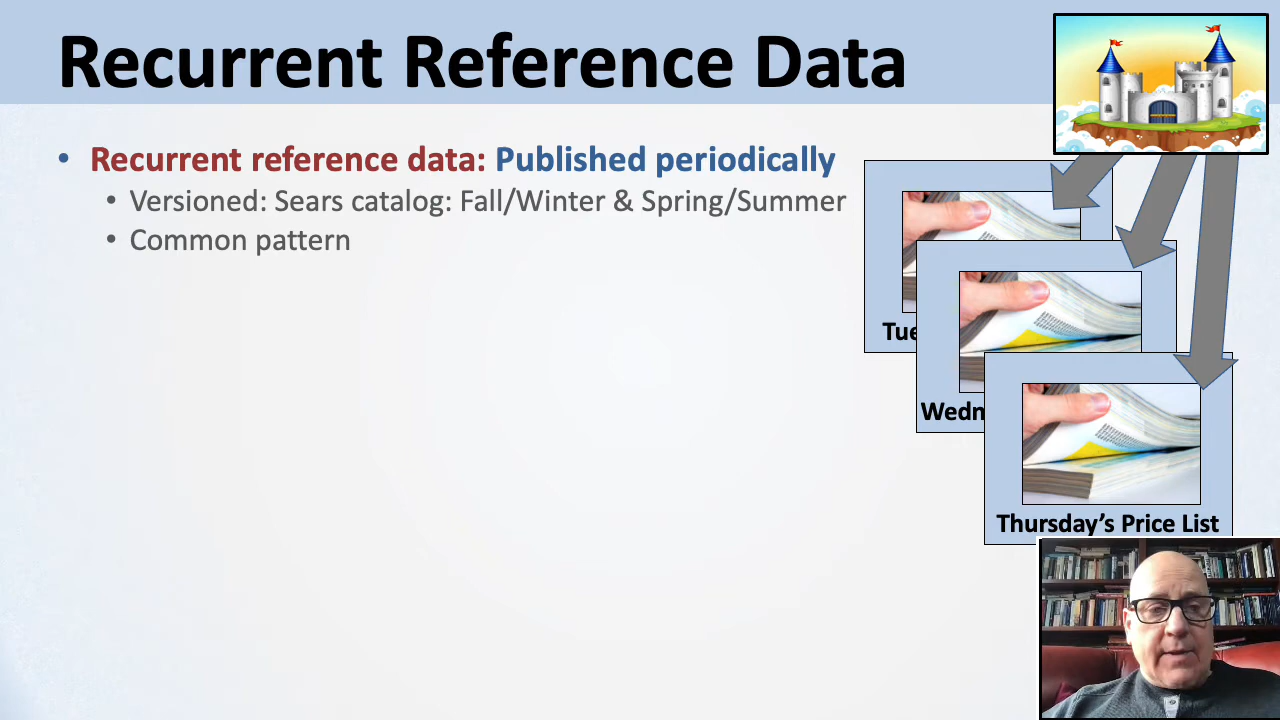 Recurrent Reference Data
• Recurrent reference data: Published periodically
• Versioned: Sears catalog: Fall/Winter & Spring/Summer
• Common pattern
Tue
Wedn
Thursday's Price List